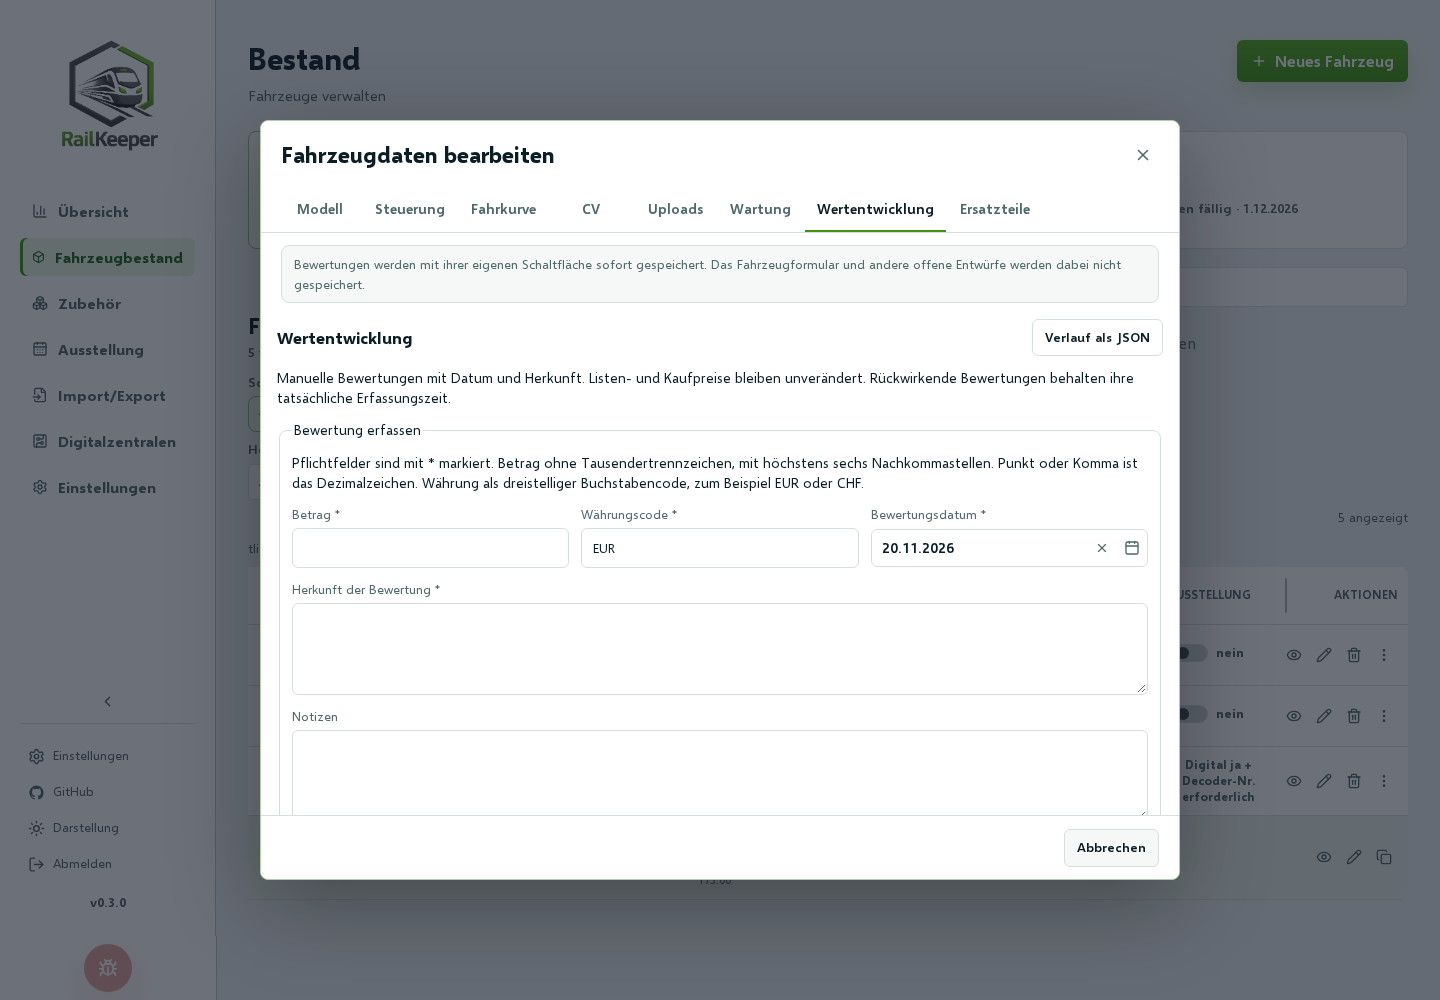 RailKeeper
Übersicht
Fahrzeugbestand
Zubehör
Ausstellung
Import/Export
Digitalzentralen
Einstellungen
Einstellungen
GitHub
Darstellung
Abmelden
v0.3.0
Bestand
Fahrzeuge verwalten
Neues Fahrzeug
en fällig · 1.12.2026
5 angezeigt
AKTIONEN
nein
nein
Digital ja +
Decoder-Nr.
erforderlich
Fahrzeugdaten bearbeiten
Modell
Steuerung
Fahrkurve
CV
Uploads
Wartung
Wertentwicklung
Ersatzteile
Bewertungen werden mit ihrer eigenen Schaltfläche sofort gespeichert. Das Fahrzeugformular und andere offene Entwürfe werden dabei nicht
gespeichert.
Wertentwicklung
Verlauf als JSON
Manuelle Bewertungen mit Datum und Herkunft. Listen- und Kaufpreise bleiben unverändert. Rückwirkende Bewertungen behalten ihre
tatsächliche Erfassungszeit.
Bewertung erfassen
Pflichtfelder sind mit * markiert. Betrag ohne Tausendertrennzeichen, mit höchstens sechs Nachkommastellen. Punkt oder Komma ist
das Dezimalzeichen. Währung als dreistelliger Buchstabencode, zum Beispiel EUR oder CHF.
Betrag *
Währungscode *
EUR
Bewertungsdatum *
20.11.2026
Herkunft der Bewertung *
Notizen
Abbrechen